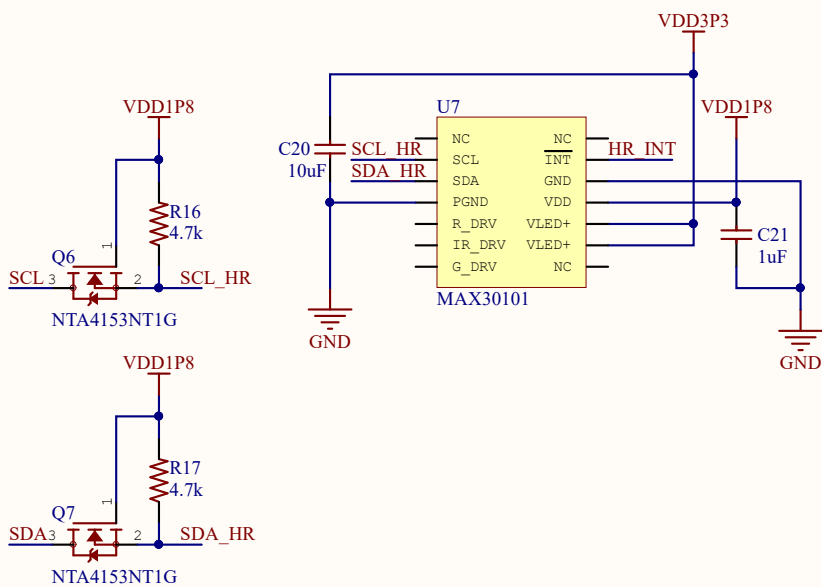 VDD3P3
VDD1P8
U7
VDD1P8
C20
10uF
SCL_HR
SDA_HR
NC
SCL
SDA
PGND
R_DRV
IR_DRV
G_DRV
NC
INT
GND
VDD
VLED+
VLED+
NC
HR_INT
MAX30101
C21
1uF
GND
GND
R16
4.7k
1
Q6
SCL 3
2 SCL_HR
NTA4153NT1G
VDD1P8
R17
4.7k
1
Q7
SDA 3
2 SDA_HR
NTA4153NT1G